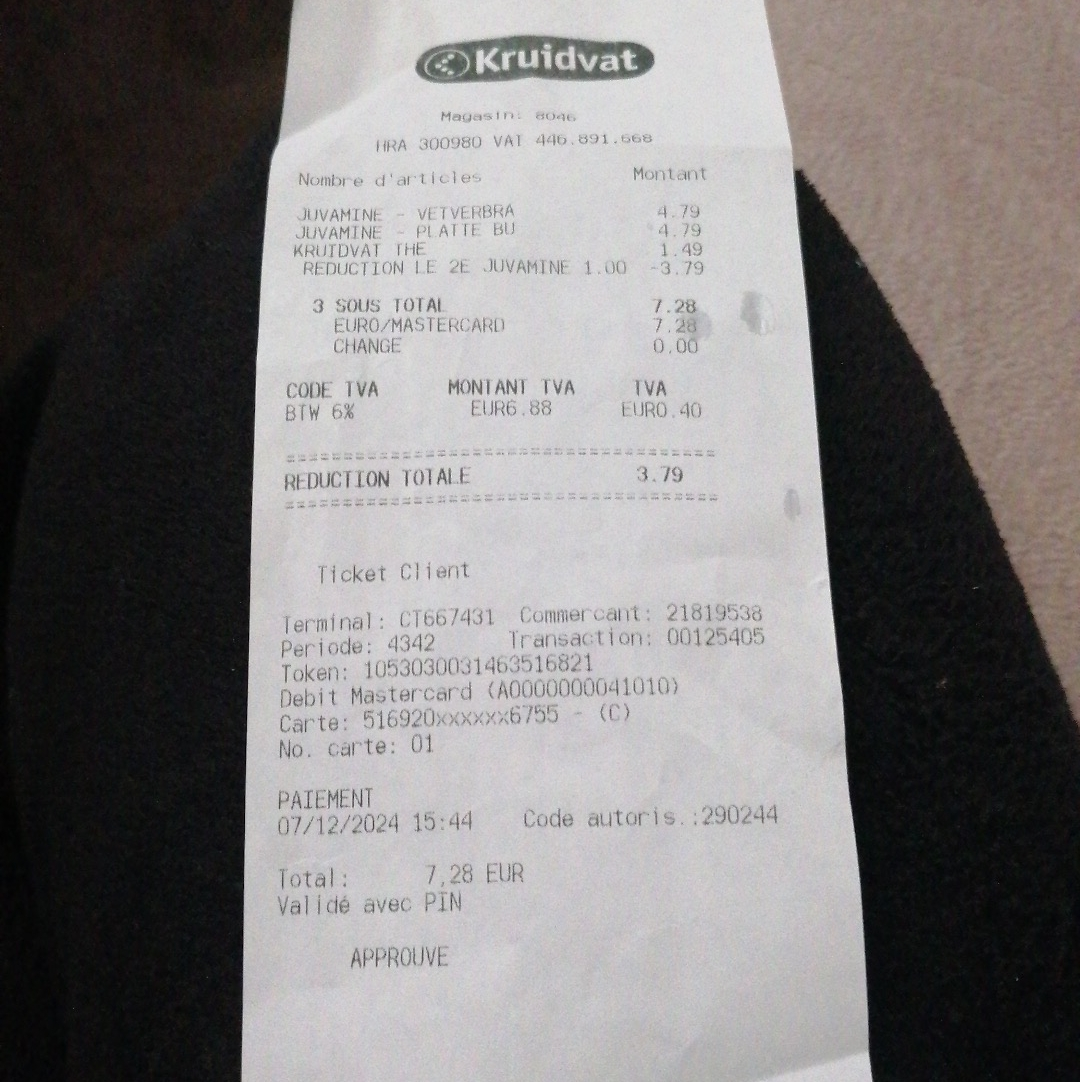 Kruidvat
Magasin: 8046
HRA 300980 VAT 446.891.668
Nombre d'articles Montant
JUVAMINE - VETVERBRA 4.79
JUVAMINE - PLATTE BU 4.79
KRUIDVAT THE 1.49
REDUCTION LE 2E JUVAMINE 1.00 -3.79
3 SOUS TOTAL 7.28
EURO/MASTERCARD 7.28
CHANGE 0.00
CODE TVA MONTANT TVA TVA
BTW 6% EUR6.88 EUR0.40
======================================
REDUCTION TOTALE 3.79
======================================
Ticket Client
Terminal: CT667431 Commercant: 21819538
Periode: 4342 Transaction: 00125405
Token: 1053030031463516821
Debit Mastercard (A0000000041010)
Carte: 516920xxxxxx6755 - (C)
No. carte: 01
PAIEMENT
07/12/2024 15:44 Code autoris.:290244
Total: 7,28 EUR
Validé avec PIN
APPROUVE